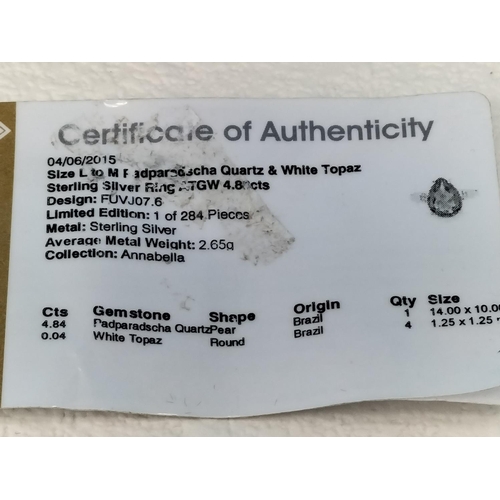 Certificate of Authenticity
04/06/2015
Size L to M Padparadscha Quartz & White Topaz
Sterling Silver Ring ATGW 4.88cts
Design: FUVJ07.6
Limited Edition: 1 of 284 Pieces
Metal: Sterling Silver
Average Metal Weight: 2.65g
Collection: Annabella
Cts Gemstone Shape Origin Qty Size
4.84 Padparadscha Quartz Pear Brazil 1 14.00 x 10.00
0.04 White Topaz Round Brazil 4 1.25 x 1.25